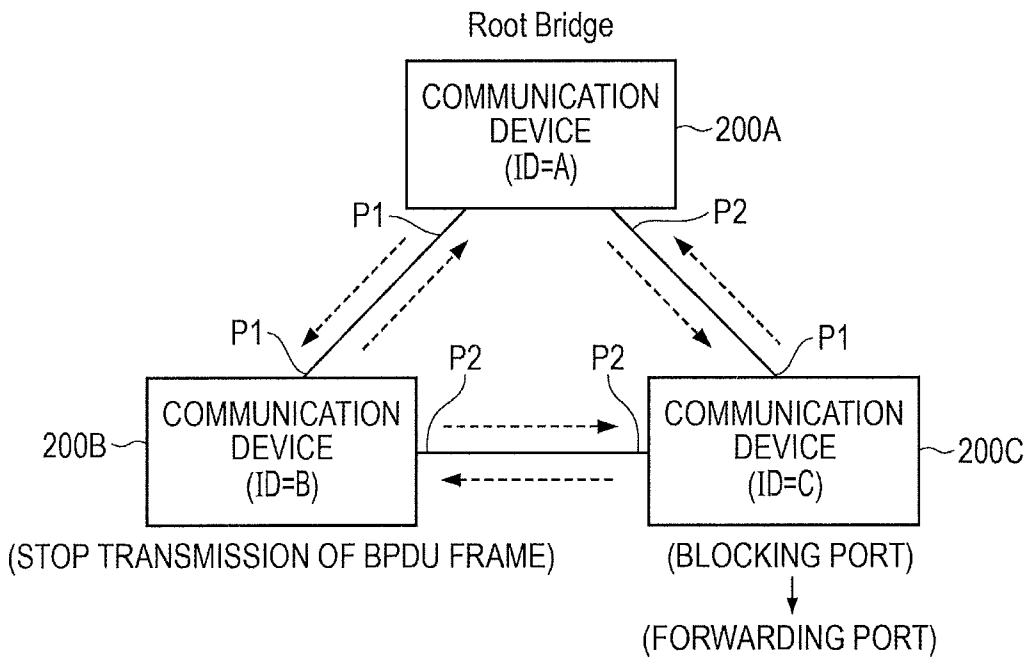 Root Bridge
COMMUNICATION
DEVICE
(ID=A)
200A
P1
P2
P1
P1
P2
P2
COMMUNICATION
DEVICE
(ID=B)
200B
COMMUNICATION
DEVICE
(ID=C)
200C
(STOP TRANSMISSION OF BPDU FRAME)
(BLOCKING PORT)
(FORWARDING PORT)